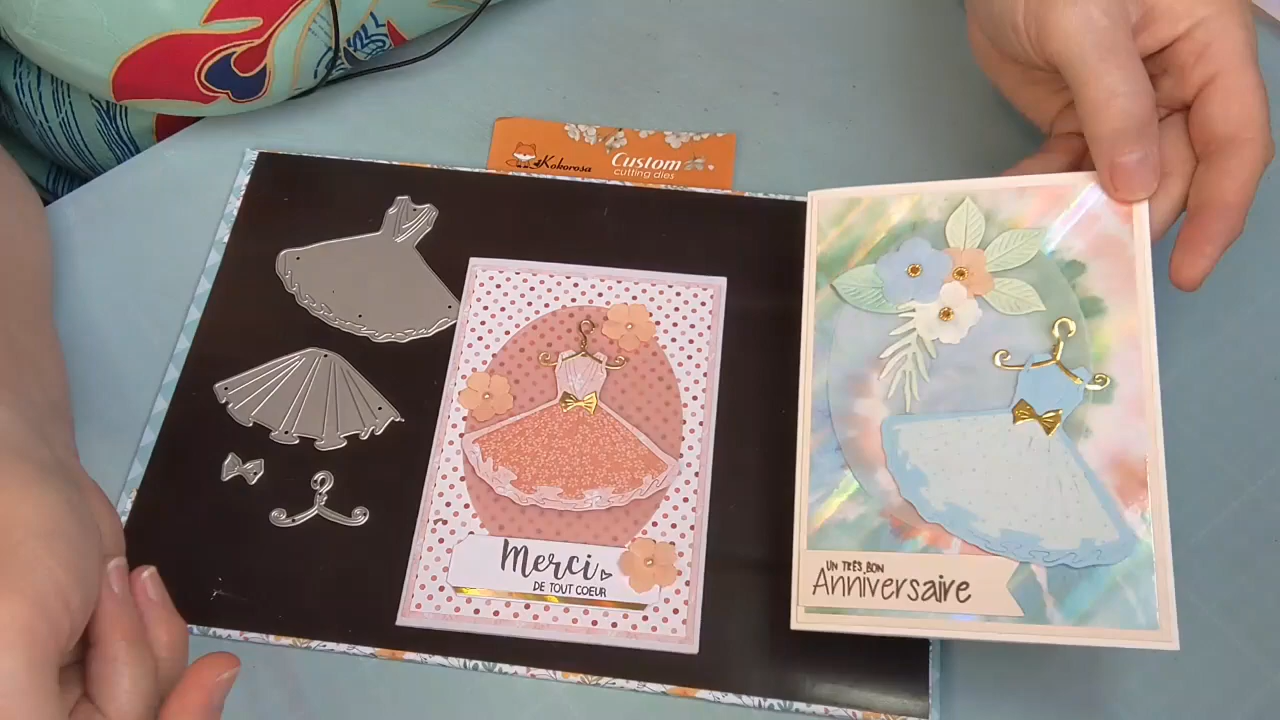 Kokorosa
Custom
cutting dies
Merci
DE TOUT COEUR
UN TRÈS BON
Anniversaire